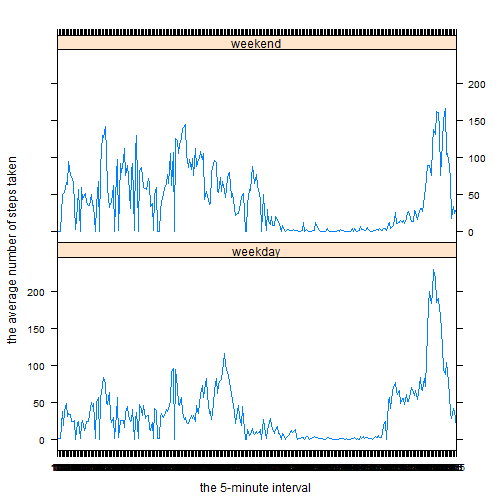 weekend
200
150
100
50
0
the average number of steps taken
weekday
200
150
100
50
0
the 5-minute interval